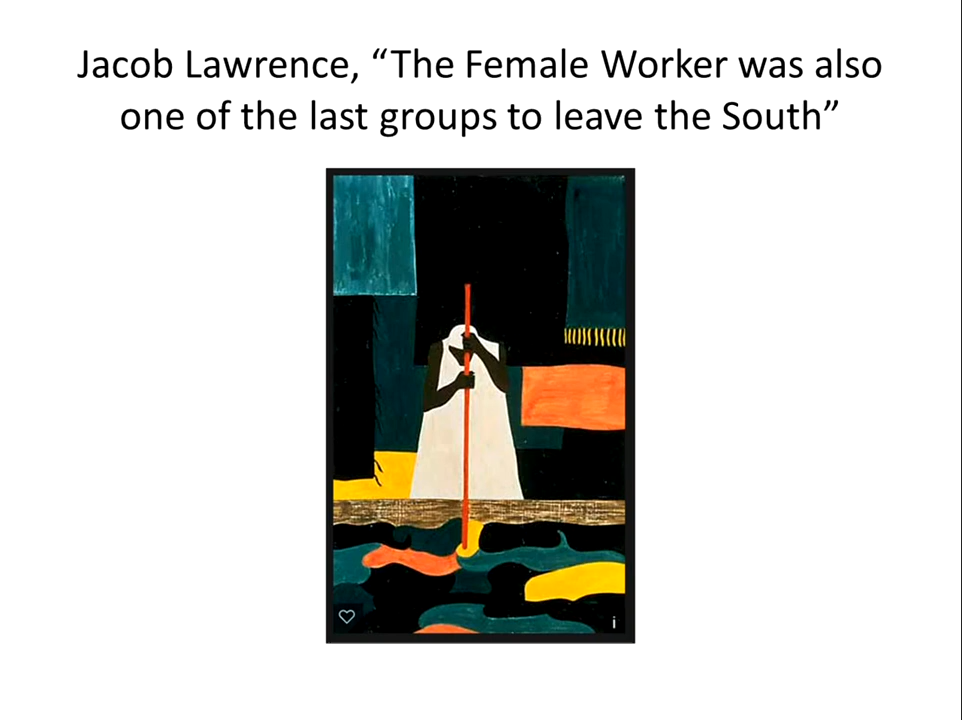 Jacob Lawrence, “The Female Worker was also
one of the last groups to leave the South”
i